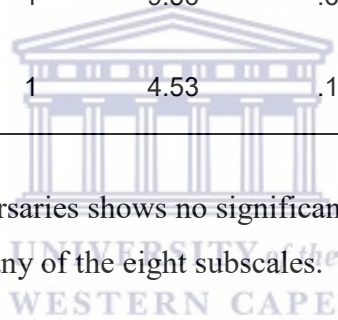 1 4.53 .1
rsaries shows no significan
UNIVERSITY of the
ny of the eight subscales.
WESTERN CAPE